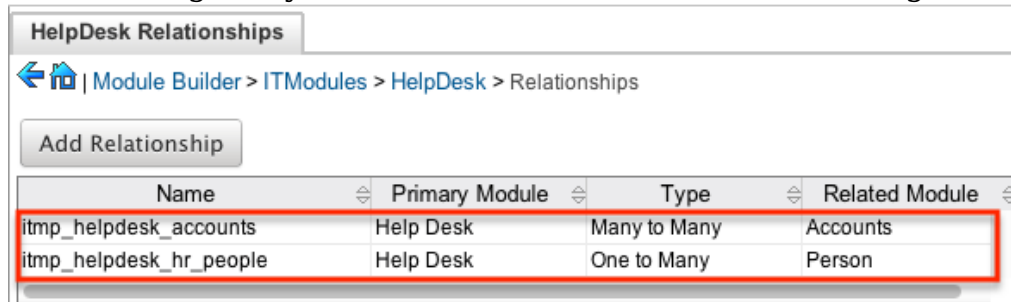 HelpDesk Relationships
| Module Builder > ITModules > HelpDesk > Relationships
Add Relationship
Name Primary Module Type Related Module
itmp_helpdesk_accounts Help Desk Many to Many Accounts
itmp_helpdesk_hr_people Help Desk One to Many Person